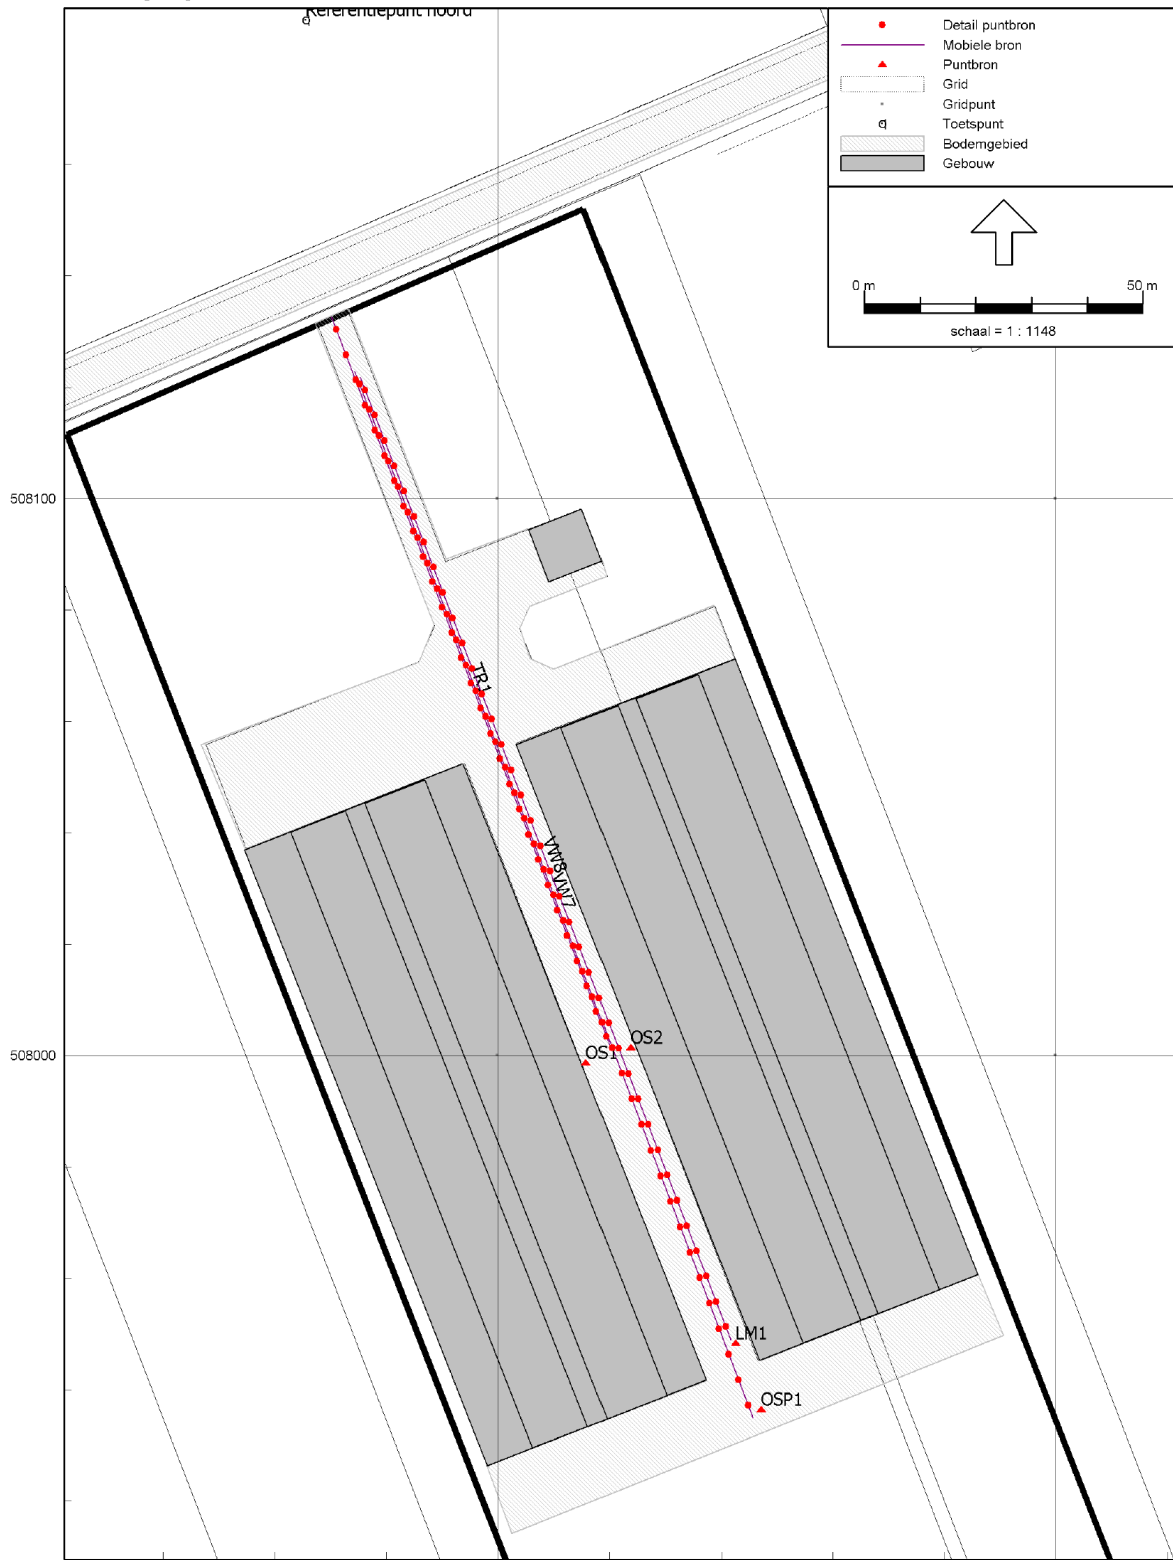 Referentiepunt noord
Detail puntbron
Mobiele bron
Puntbron
Grid
Gridpunt
Toetspunt
Bodemgebied
Gebouw
0 m
50 m
schaal = 1 : 1148
508100
TR1
VW8VW7
508000
OS2
OS1
LM1
OSP1